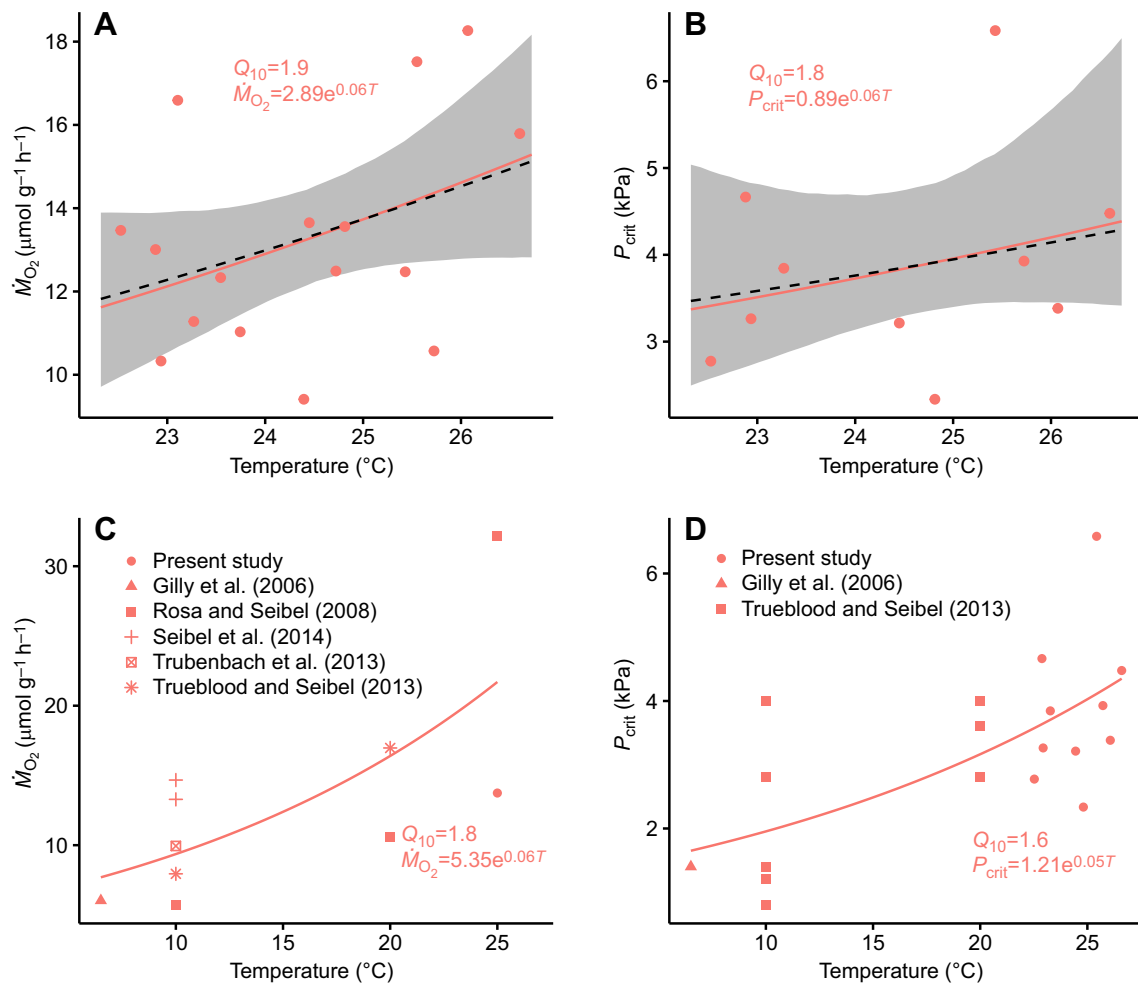 A
Q10=1.9
ṀO2=2.89e0.06T
ṀO2 (μmol g−1 h−1)
18
16
14
12
10
23
24
25
26
Temperature (°C)
B
Q10=1.8
Pcrit=0.89e0.06T
Pcrit (kPa)
6
5
4
3
23
24
25
26
Temperature (°C)
C
Present study
Gilly et al. (2006)
Rosa and Seibel (2008)
Seibel et al. (2014)
Trubenbach et al. (2013)
Trueblood and Seibel (2013)
Q10=1.8
ṀO2=5.35e0.06T
ṀO2 (μmol g−1 h−1)
30
20
10
10
15
20
25
Temperature (°C)
D
Present study
Gilly et al. (2006)
Trueblood and Seibel (2013)
Q10=1.6
Pcrit=1.21e0.05T
Pcrit (kPa)
6
4
2
10
15
20
25
Temperature (°C)